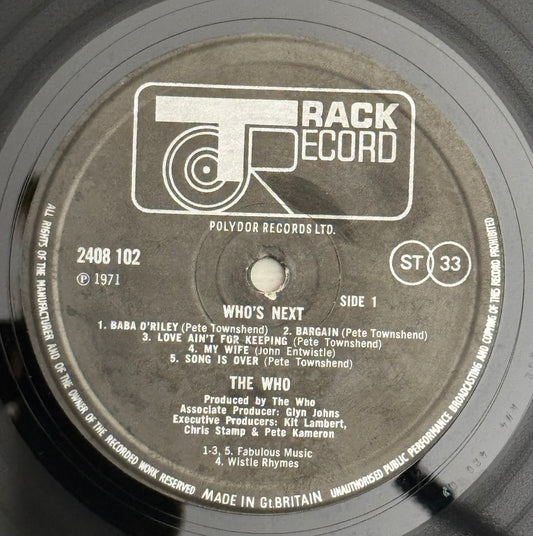 TRACK
RECORD
POLYDOR RECORDS LTD.
2408 102
℗ 1971
ST 33
SIDE 1
WHO'S NEXT
1. BABA O'RILEY (Pete Townshend) 2. BARGAIN (Pete Townshend)
3. LOVE AIN'T FOR KEEPING (Pete Townshend)
4. MY WIFE (John Entwistle)
5. SONG IS OVER (Pete Townshend)
THE WHO
Produced by The Who
Associate Producer: Glyn Johns
Executive Producers: Kit Lambert,
Chris Stamp & Pete Kameron
1-3, 5. Fabulous Music
4. Wistle Rhymes
ALL RIGHTS OF THE MANUFACTURER AND OF THE OWNER OF THE RECORDED WORK RESERVED
MADE IN Gt. BRITAIN
UNAUTHORISED PUBLIC PERFORMANCE BROADCASTING AND COPYING OF THIS RECORD PROHIBITED